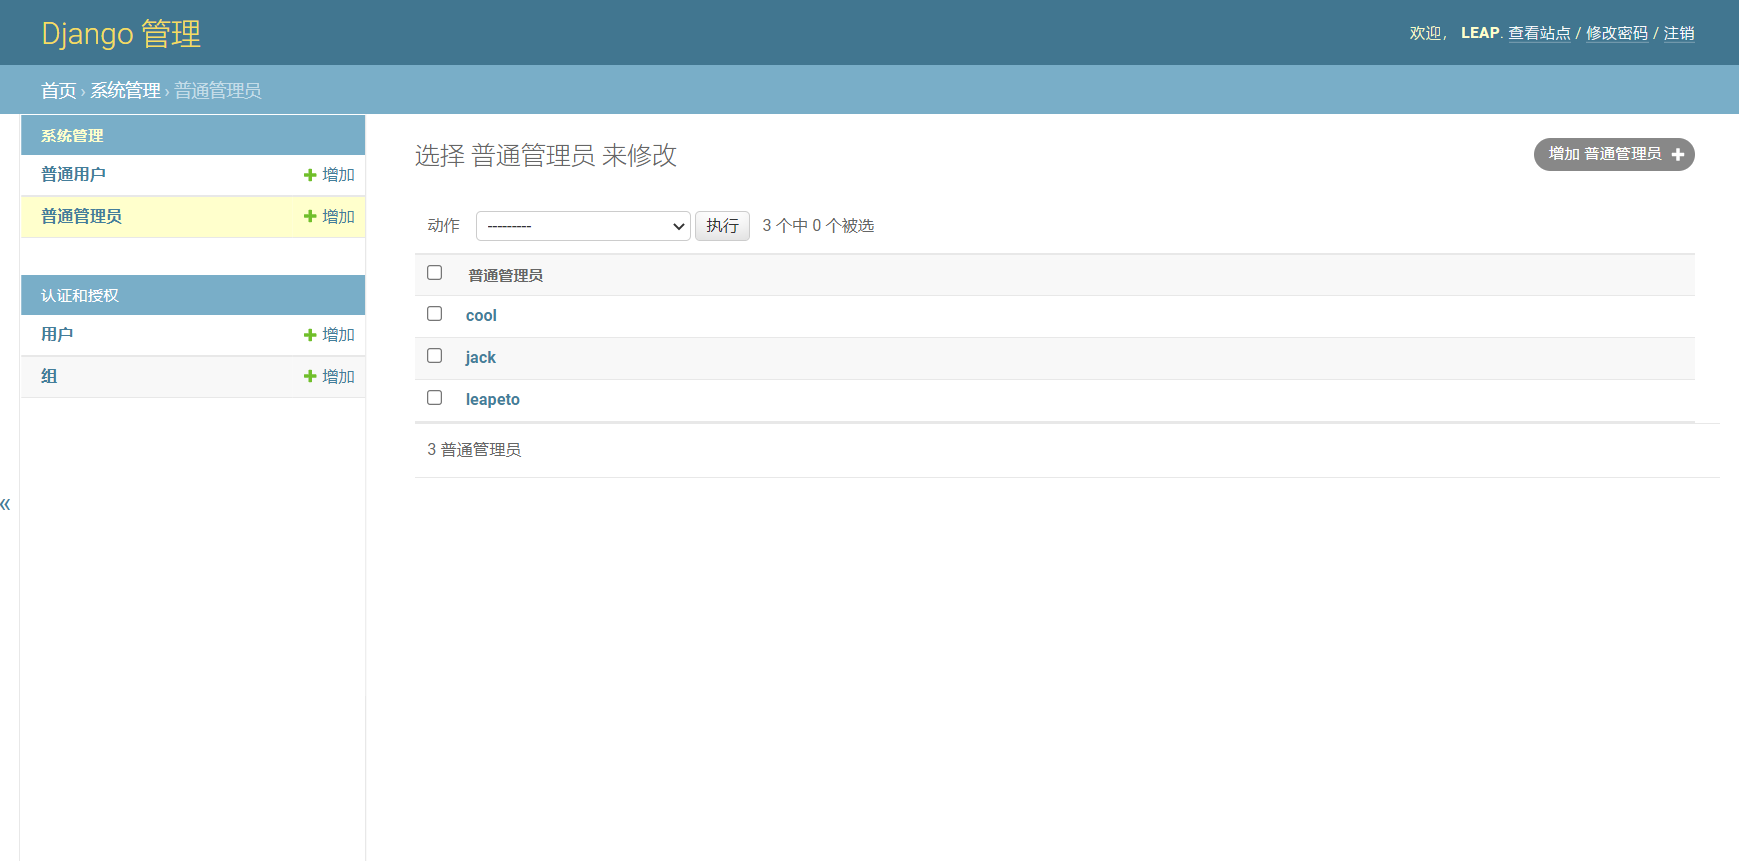 Django 管理
欢迎， LEAP. 查看站点 / 修改密码 / 注销
首页 › 系统管理 › 普通管理员
系统管理
普通用户 增加
普通管理员 增加
认证和授权
用户 增加
组 增加
«
选择 普通管理员 来修改
增加 普通管理员
动作 --------- 执行 3 个中 0 个被选
普通管理员
cool
jack
leapeto
3 普通管理员